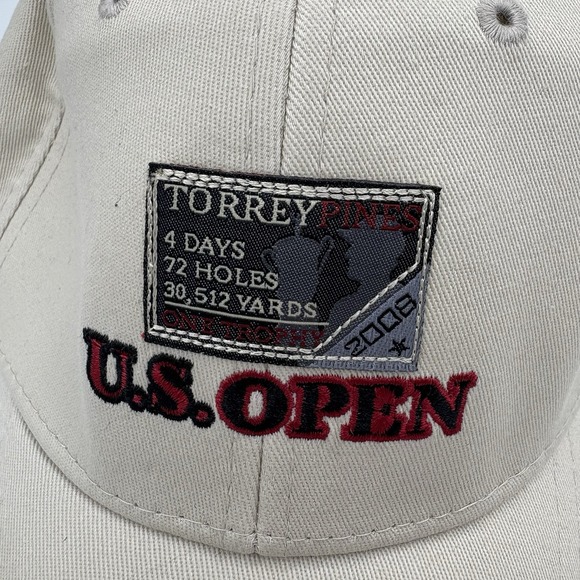 TORREY PINES
4 DAYS
72 HOLES
30,512 YARDS
ONE TROPHY
2008
U.S. OPEN